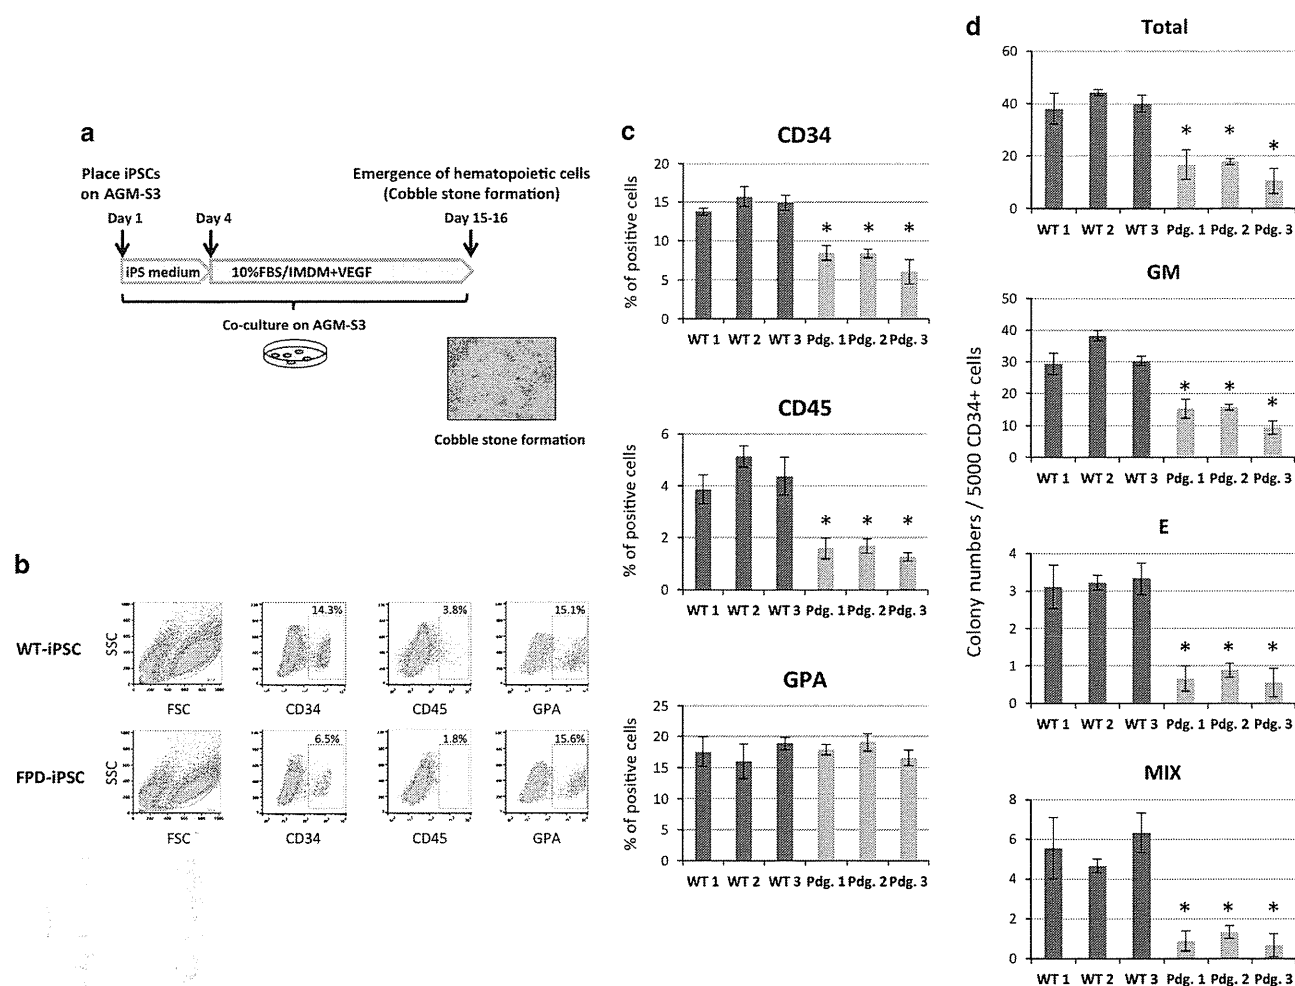 a
Place iPSCs
on AGM-S3
Day 1
Day 4
Emergence of hematopoietic cells
(Cobble stone formation)
Day 15-16
iPS medium
10%FBS/IMDM+VEGF
Co-culture on AGM-S3
Cobble stone formation
b
WT-iPSC
SSC
14.3%
3.8%
15.1%
FSC
CD34
CD45
GPA
FPD-iPSC
SSC
6.5%
1.8%
15.6%
FSC
CD34
CD45
GPA
c
CD34
% of positive cells
20
15
10
5
0
* * *
WT 1 WT 2 WT 3 Pdg. 1 Pdg. 2 Pdg. 3
CD45
% of positive cells
6
4
2
0
* * *
WT 1 WT 2 WT 3 Pdg. 1 Pdg. 2 Pdg. 3
GPA
% of positive cells
25
20
15
10
5
0
WT 1 WT 2 WT 3 Pdg. 1 Pdg. 2 Pdg. 3
d
Colony numbers / 5000 CD34+ cells
Total
60
40
20
0
* * *
WT 1 WT 2 WT 3 Pdg. 1 Pdg. 2 Pdg. 3
GM
50
40
30
20
10
0
* * *
WT 1 WT 2 WT 3 Pdg. 1 Pdg. 2 Pdg. 3
E
4
3
2
1
0
* * *
WT 1 WT 2 WT 3 Pdg. 1 Pdg. 2 Pdg. 3
MIX
8
6
4
2
0
* * *
WT 1 WT 2 WT 3 Pdg. 1 Pdg. 2 Pdg. 3